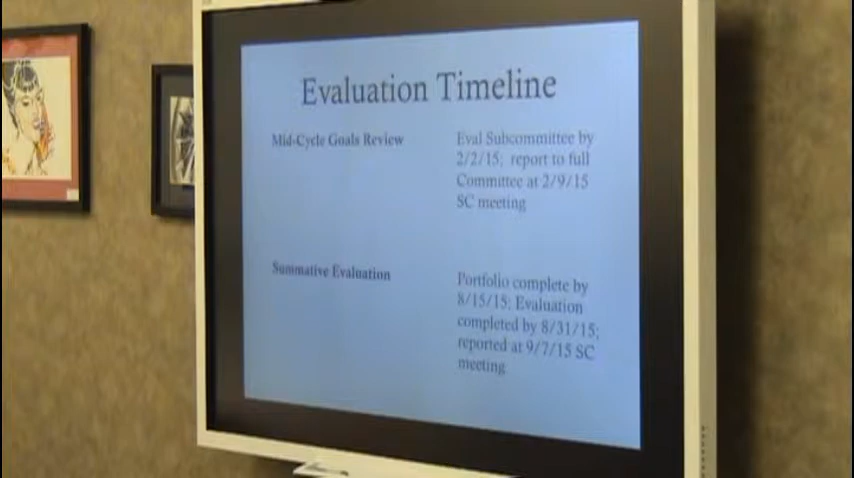 Evaluation Timeline
Mid-Cycle Goals Review
Eval Subcommittee by
2/2/15; report to full
Committee at 2/9/15
SC meeting
Summative Evaluation
Portfolio complete by
8/15/15; Evaluation
completed by 8/31/15;
reported at 9/7/15 SC
meeting